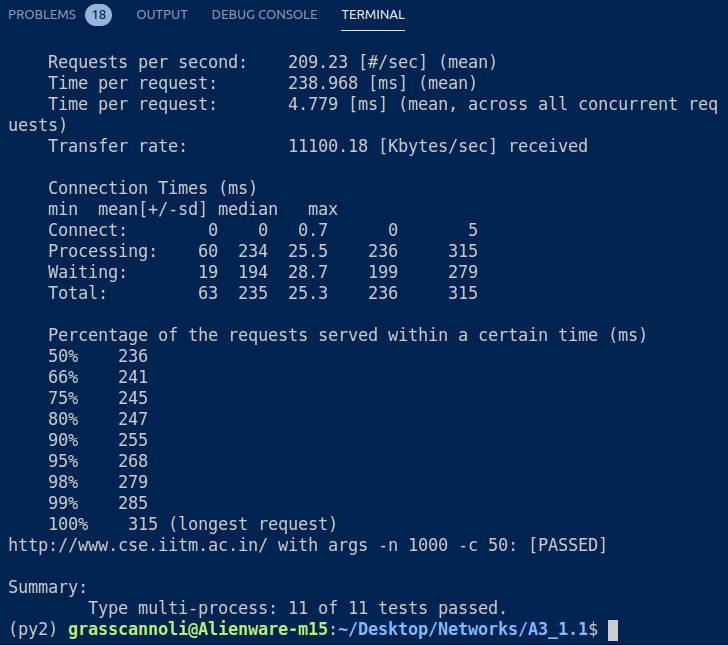 PROBLEMS 18 OUTPUT DEBUG CONSOLE TERMINAL
Requests per second: 209.23 [#/sec] (mean)
Time per request: 238.968 [ms] (mean)
Time per request: 4.779 [ms] (mean, across all concurrent req
uests)
Transfer rate: 11100.18 [Kbytes/sec] received
Connection Times (ms)
min mean[+/-sd] median max
Connect: 0 0 0.7 0 5
Processing: 60 234 25.5 236 315
Waiting: 19 194 28.7 199 279
Total: 63 235 25.3 236 315
Percentage of the requests served within a certain time (ms)
50% 236
66% 241
75% 245
80% 247
90% 255
95% 268
98% 279
99% 285
100% 315 (longest request)
http://www.cse.iitm.ac.in/ with args -n 1000 -c 50: [PASSED]
Summary:
Type multi-process: 11 of 11 tests passed.
(py2) grasscannoli@Alienware-m15:~/Desktop/Networks/A3_1.1$